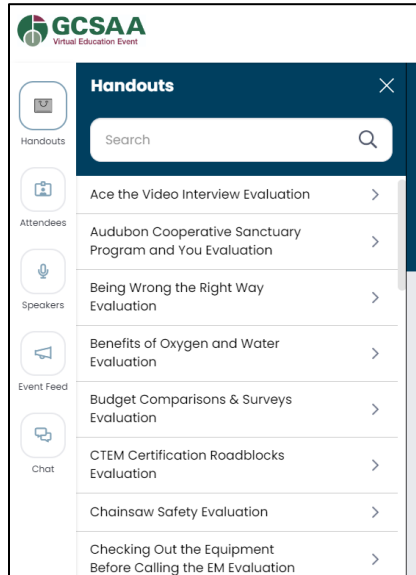 GCSAA
Virtual Education Event
Handouts
Search
Handouts
Attendees
Speakers
Event Feed
Chat
Ace the Video Interview Evaluation
Audubon Cooperative Sanctuary
Program and You Evaluation
Being Wrong the Right Way
Evaluation
Benefits of Oxygen and Water
Evaluation
Budget Comparisons & Surveys
Evaluation
CTEM Certification Roadblocks
Evaluation
Chainsaw Safety Evaluation
Checking Out the Equipment
Before Calling the EM Evaluation